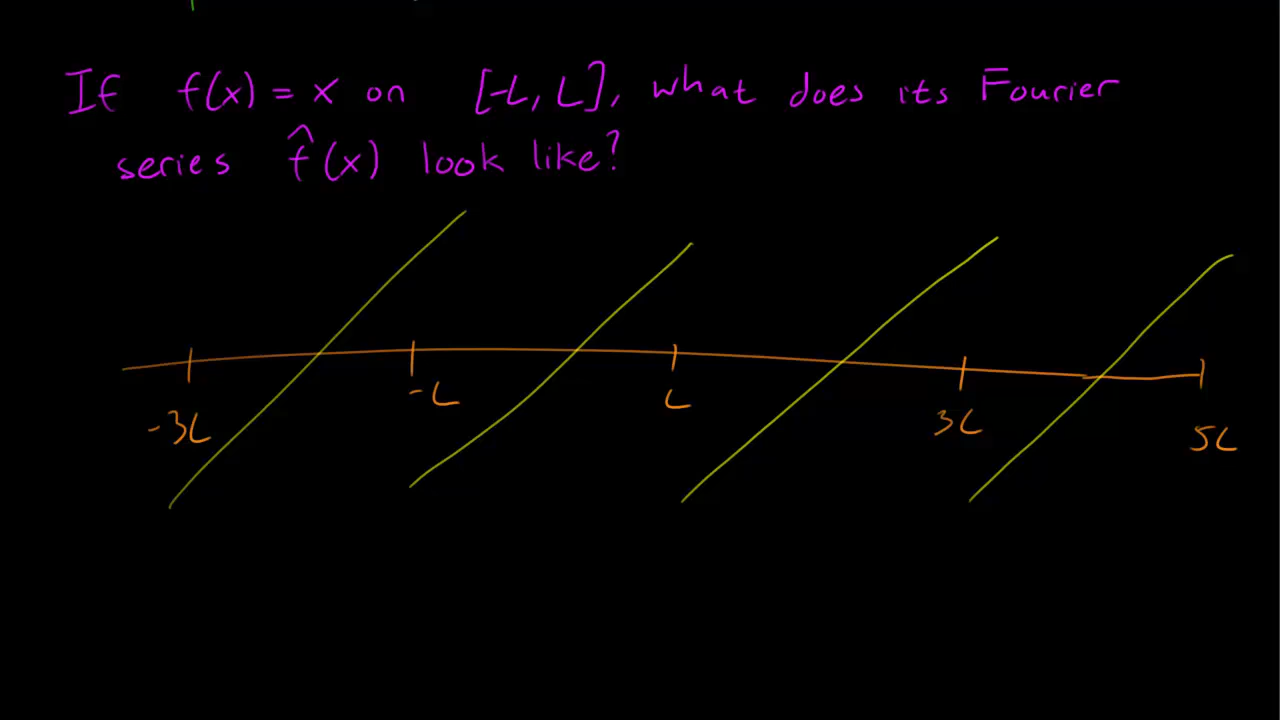 If f(x) = x on [-L, L], what does its Fourier
series f̂(x) look like?
-3L -L L 3L 5L